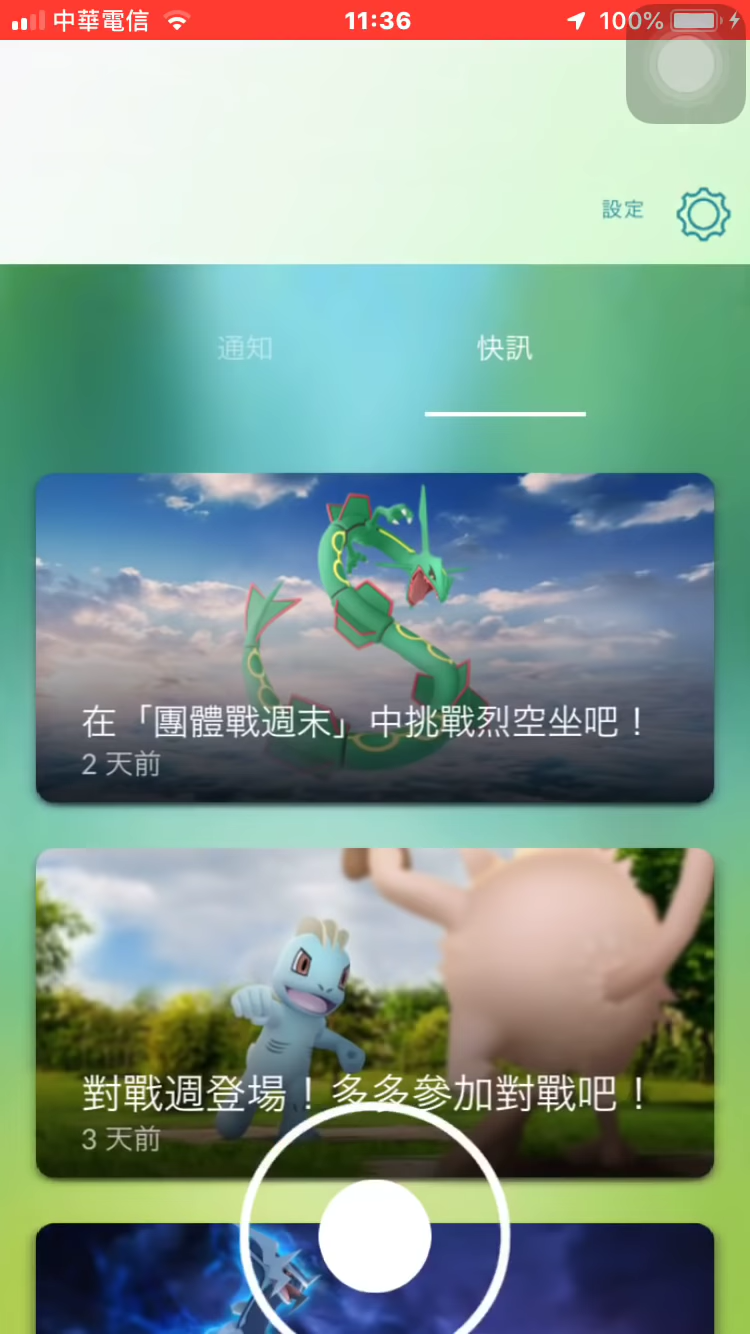 中華電信
11:36
100%
設定
通知
快訊
在「團體戰週末」中挑戰烈空坐吧！
2 天前
對戰週登場！多多參加對戰吧！
3 天前